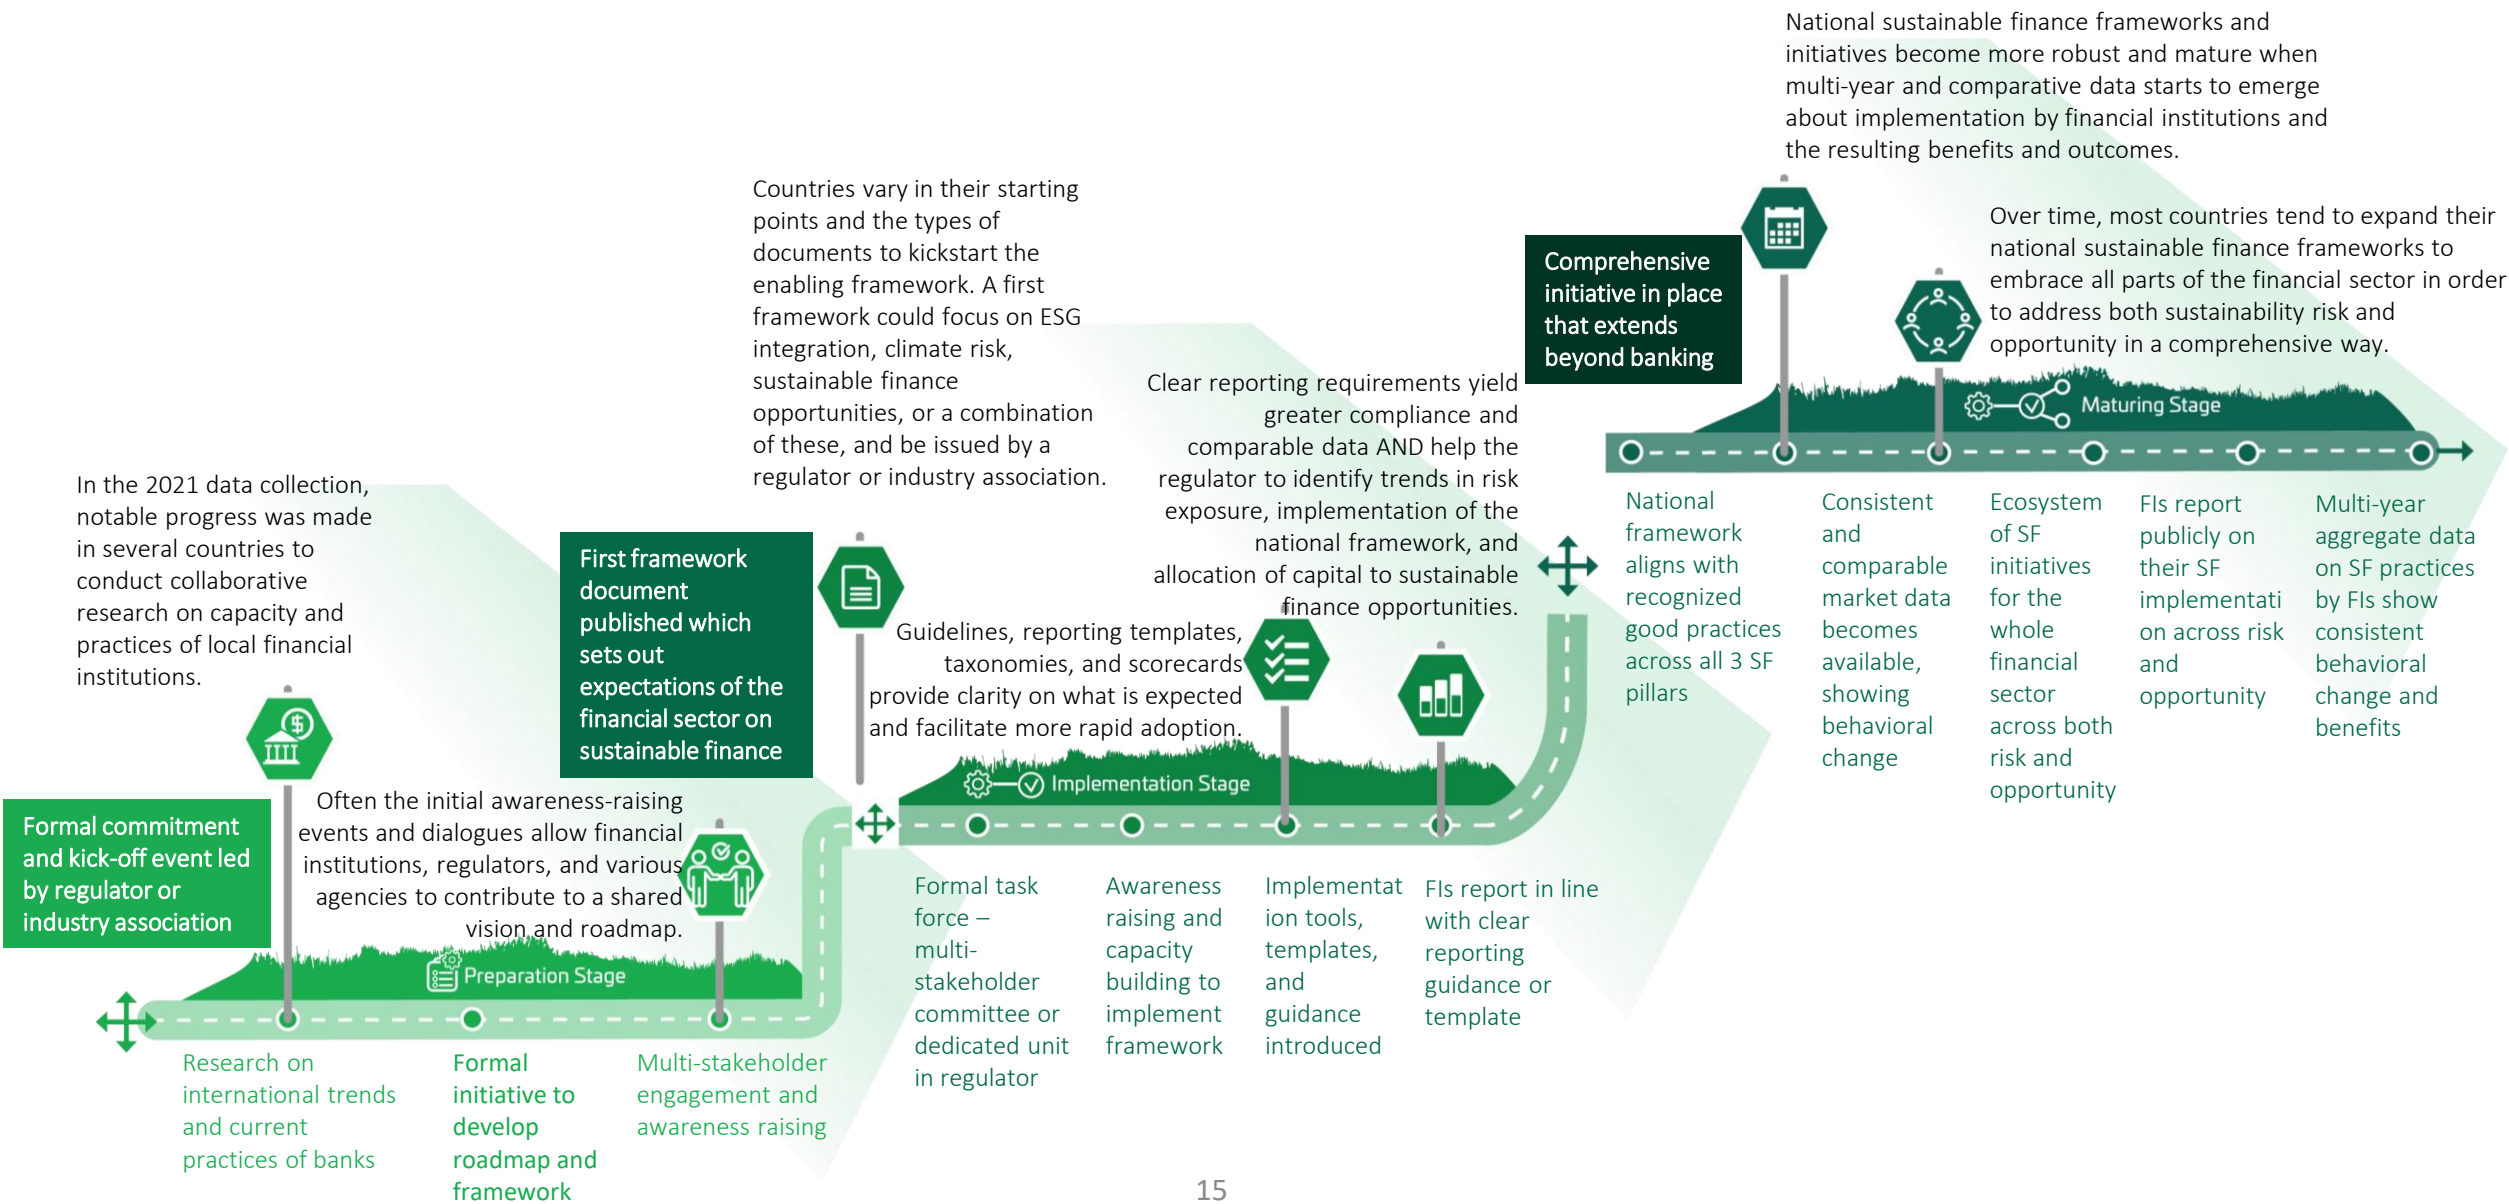 National sustainable finance frameworks and
initiatives become more robust and mature when
multi-year and comparative data starts to emerge
about implementation by financial institutions and
the resulting benefits and outcomes.
Countries vary in their starting
points and the types of
documents to kickstart the
enabling framework. A first
framework could focus on ESG
integration, climate risk,
sustainable finance
opportunities, or a combination
of these, and be issued by a
regulator or industry association.
Over time, most countries tend to expand their
national sustainable finance frameworks to
embrace all parts of the financial sector in order
to address both sustainability risk and
opportunity in a comprehensive way.
Comprehensive
initiative in place
that extends
beyond banking
Clear reporting requirements yield
greater compliance and
comparable data AND help the
regulator to identify trends in risk
exposure, implementation of the
national framework, and
allocation of capital to sustainable
finance opportunities.
Maturing Stage
In the 2021 data collection,
notable progress was made
in several countries to
conduct collaborative
research on capacity and
practices of local financial
institutions.
First framework
document
published which
sets out
expectations of the
financial sector on
sustainable finance
National
framework
aligns with
recognized
good practices
across all 3 SF
pillars
Consistent
and
comparable
market data
becomes
available,
showing
behavioral
change
Ecosystem
of SF
initiatives
for the
whole
financial
sector
across both
risk and
opportunity
FIs report
publicly on
their SF
implementati
on across risk
and
opportunity
Multi-year
aggregate data
on SF practices
by FIs show
consistent
behavioral
change and
benefits
Guidelines, reporting templates,
taxonomies, and scorecards
provide clarity on what is expected
and facilitate more rapid adoption.
Implementation Stage
Formal commitment
and kick-off event led
by regulator or
industry association
Often the initial awareness-raising
events and dialogues allow financial
institutions, regulators, and various
agencies to contribute to a shared
vision and roadmap.
Formal task
force –
multi-
stakeholder
committee or
dedicated unit
in regulator
Awareness
raising and
capacity
building to
implement
framework
Implementat
ion tools,
templates,
and
guidance
introduced
FIs report in line
with clear
reporting
guidance or
template
Preparation Stage
Research on
international trends
and current
practices of banks
Formal
initiative to
develop
roadmap and
framework
Multi-stakeholder
engagement and
awareness raising
15